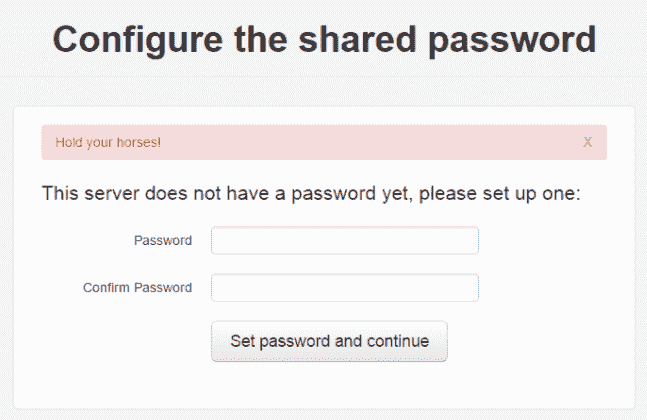 Configure the shared password
Hold your horses!
X
This server does not have a password yet, please set up one:
Password
Confirm Password
Set password and continue